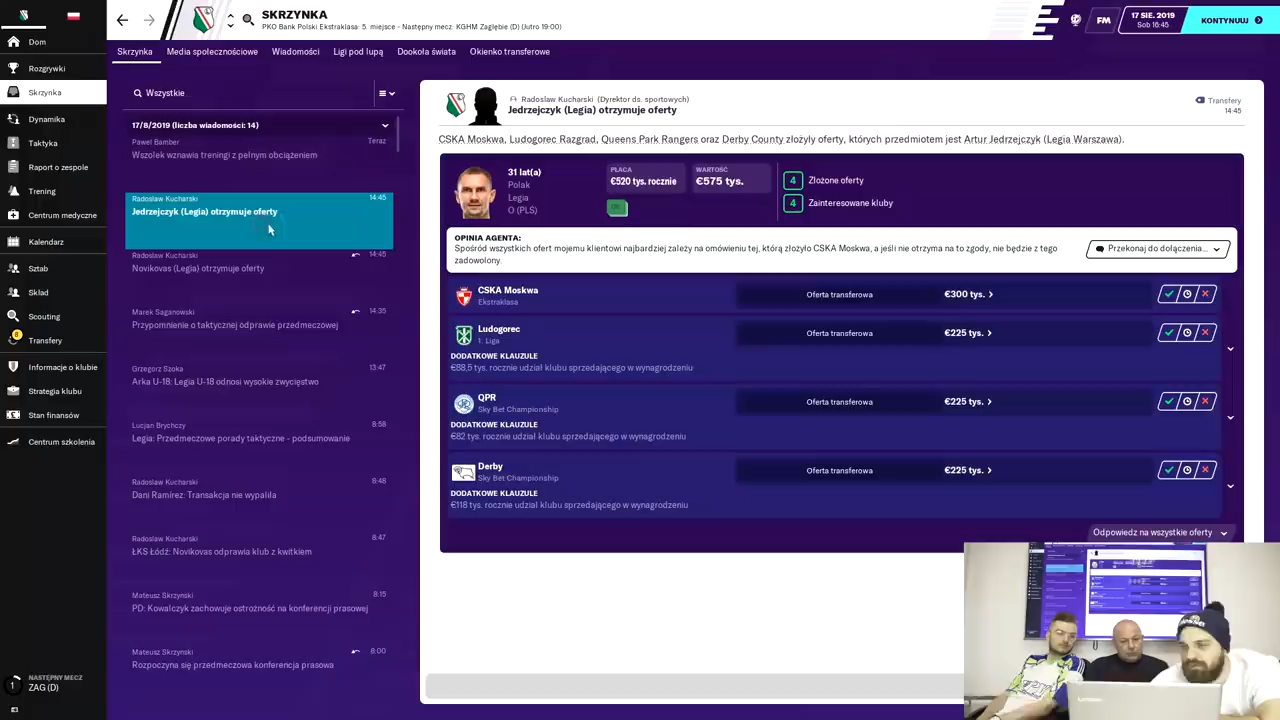 SKRZYNKA
PKO Bank Polski Ekstraklasa: 5. miejsce - Następny mecz: KGHM Zagłębie (D) (Jutro 19:00)
FM
17 SIE. 2019
Sob 16:45
KONTYNUUJ
Skrzynka
Media społecznościowe
Wiadomości
Ligi pod lupą
Dookoła świata
Okienko transferowe
Dom
Rozgrywki
Skrzynka
Dynamika
Taktyka
Raport o zespole
Trening
Centrum medyczne
Kalendarz
Sztab
Skład
Scouting
6
Transfery
Informacje o klubie
Strategia klubu
Stan finansów
Centrum szkolenia
1
NASTĘPNY MECZ
ZAG (D)
Wszystkie
17/8/2019 (liczba wiadomości: 14)
Paweł Bamber
Teraz
Wszolek wznawia treningi z pełnym obciążeniem
Radoslaw Kucharski
14:45
Jedrzejczyk (Legia) otrzymuje oferty
Radoslaw Kucharski
14:45
Novikovas (Legia) otrzymuje oferty
Marek Saganowski
14:35
Przypomnienie o taktycznej odprawie przedmeczowej
Grzegorz Szoka
13:47
Arka U-18: Legia U-18 odnosi wysokie zwycięstwo
Lucjan Brychczy
8:58
Legia: Przedmeczowe porady taktyczne - podsumowanie
Radoslaw Kucharski
8:48
Dani Ramírez: Transakcja nie wypaliła
Radoslaw Kucharski
8:47
ŁKS Łódź: Novikovas odprawia klub z kwitkiem
Mateusz Skrzynski
8:15
PD: Kowalczyk zachowuje ostrożność na konferencji prasowej
Mateusz Skrzynski
8:00
Rozpoczyna się przedmeczowa konferencja prasowa
Radoslaw Kucharski (Dyrektor ds. sportowych)
Jedrzejczyk (Legia) otrzymuje oferty
Transfery
14:45
CSKA Moskwa, Ludogorec Razgrad, Queens Park Rangers oraz Derby County złożyły oferty, których przedmiotem jest Artur Jedrzejczyk (Legia Warszawa).
31 lat(a)
Polak
Legia
O (PLŚ)
PŁACA
€520 tys. rocznie
WARTOŚĆ
€575 tys.
4
Złożone oferty
4
Zainteresowane kluby
OPINIA AGENTA:
Spośród wszystkich ofert mojemu klientowi najbardziej zależy na omówieniu tej, którą złożyło CSKA Moskwa, a jeśli nie otrzyma na to zgody, nie będzie z tego
zadowolony.
Przekonaj do dołączenia...
CSKA Moskwa
Ekstraklasa
Oferta transferowa
€300 tys.
Ludogorec
1. Liga
Oferta transferowa
€225 tys.
DODATKOWE KLAUZULE
€88,5 tys. rocznie udział klubu sprzedającego w wynagrodzeniu
QPR
Sky Bet Championship
Oferta transferowa
€225 tys.
DODATKOWE KLAUZULE
€82 tys. rocznie udział klubu sprzedającego w wynagrodzeniu
Derby
Sky Bet Championship
Oferta transferowa
€225 tys.
DODATKOWE KLAUZULE
€118 tys. rocznie udział klubu sprzedającego w wynagrodzeniu
Odpowiedz na wszystkie oferty